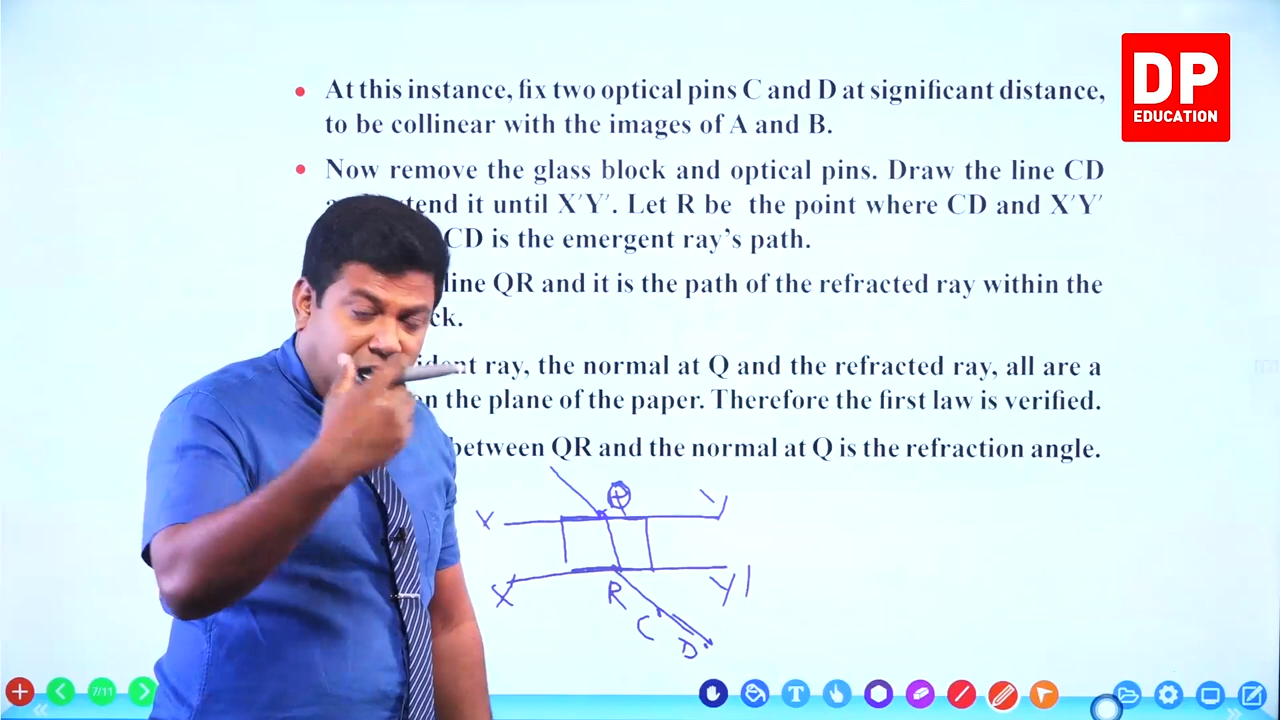 DP
EDUCATION
At this instance, fix two optical pins C and D at significant distance,
to be collinear with the images of A and B.
Now remove the glass block and optical pins. Draw the line CD
it until X′Y′. Let R be the point where CD and X′Y′
CD is the emergent ray’s path.
line QR and it is the path of the refracted ray within the
ray, the normal at Q and the refracted ray, all are a
on the plane of the paper. Therefore the first law is verified.
between QR and the normal at Q is the refraction angle.
Q
X Y
X Y′
R
C
D
7/11
T